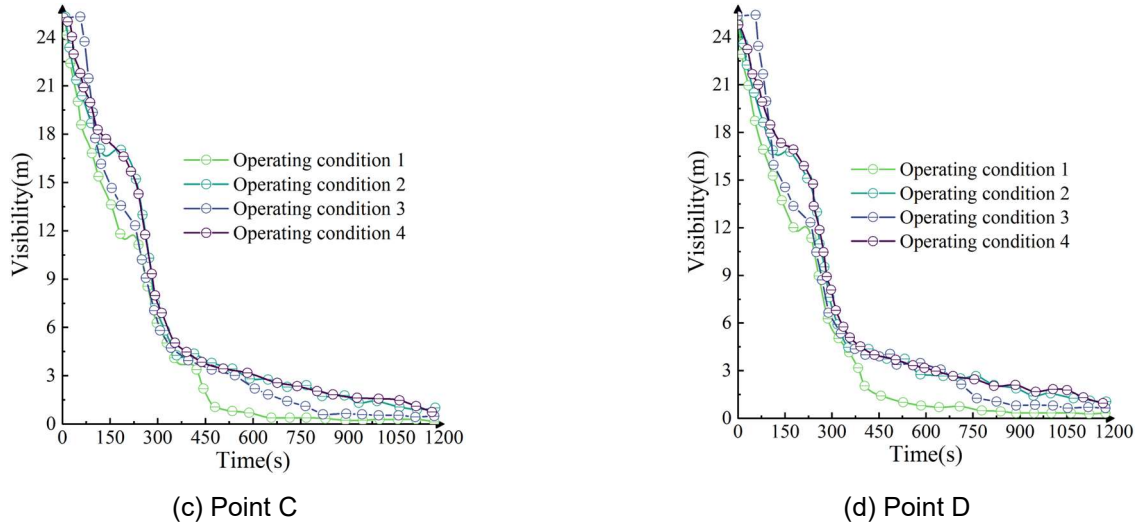 24
21
18
15
12
9
6
3
0
Visibility(m)
Operating condition 1
Operating condition 2
Operating condition 3
Operating condition 4
0 150 300 450 600 750 900 1050 1200
Time(s)
(c) Point C
24
21
18
15
12
9
6
3
0
Visibility(m)
Operating condition 1
Operating condition 2
Operating condition 3
Operating condition 4
0 150 300 450 600 750 900 1050 1200
Time(s)
(d) Point D